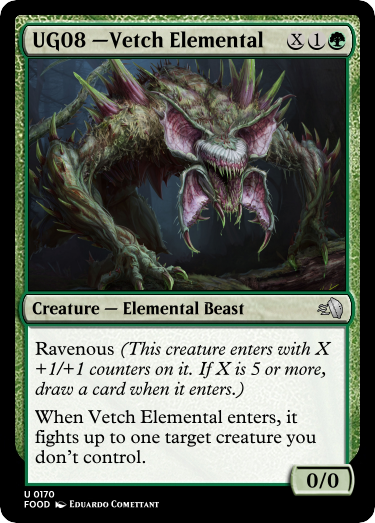 UG08 —Vetch Elemental X 1
Creature — Elemental Beast
Ravenous (This creature enters with X
+1/+1 counters on it. If X is 5 or more,
draw a card when it enters.)
When Vetch Elemental enters, it
fights up to one target creature you
don't control.
0/0
U 0170
FOOD Eduardo Comettant